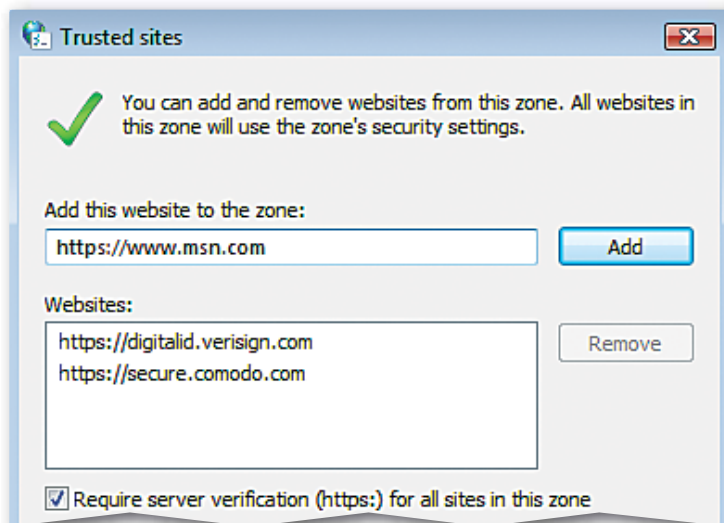 Trusted sites
You can add and remove websites from this zone. All websites in
this zone will use the zone's security settings.
Add this website to the zone:
https://www.msn.com
Add
Websites:
https://digitalid.verisign.com
https://secure.comodo.com
Remove
Require server verification (https:) for all sites in this zone